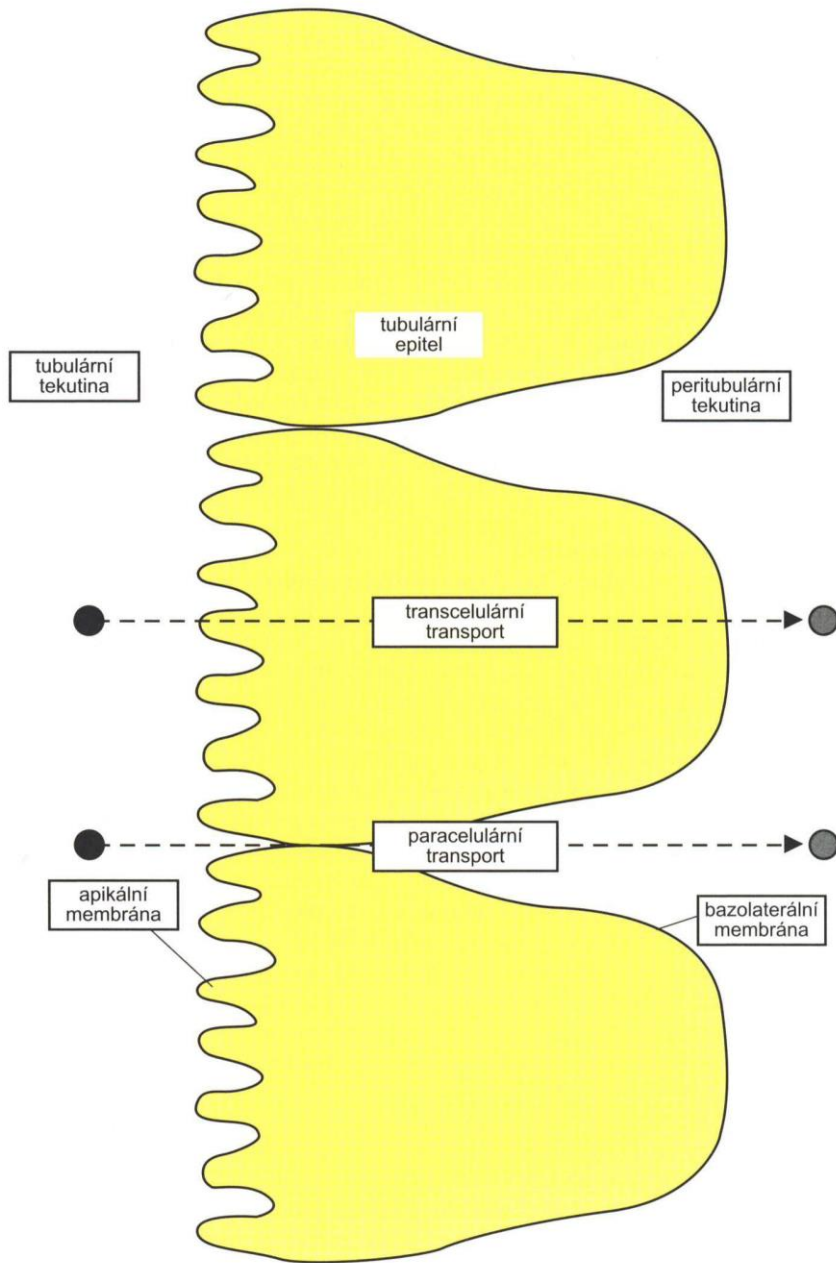 tubulární
epitel
tubulární
tekutina
peritubulární
tekutina
transcelulární
transport
paracelulární
transport
apikální
membrána
bazolaterální
membrána